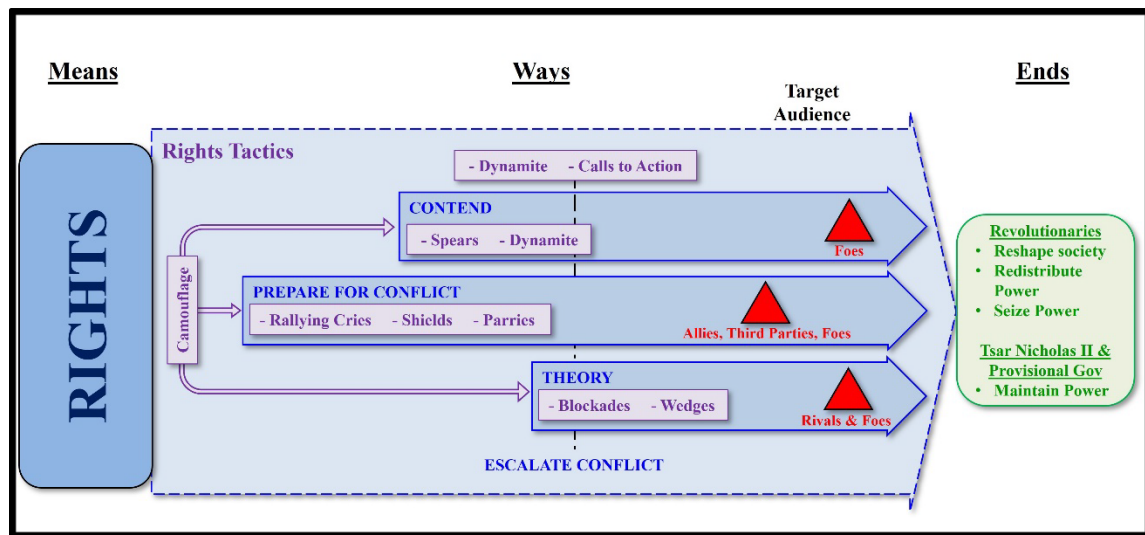 Means
Ways
Ends
Target
Audience
RIGHTS
Rights Tactics
- Dynamite - Calls to Action
Camouflage
CONTEND
- Spears - Dynamite
Foes
PREPARE FOR CONFLICT
- Rallying Cries - Shields - Parries
Allies, Third Parties, Foes
THEORY
- Blockades - Wedges
Rivals & Foes
ESCALATE CONFLICT
Revolutionaries
• Reshape society
• Redistribute
Power
• Seize Power
Tsar Nicholas II &
Provisional Gov
• Maintain Power